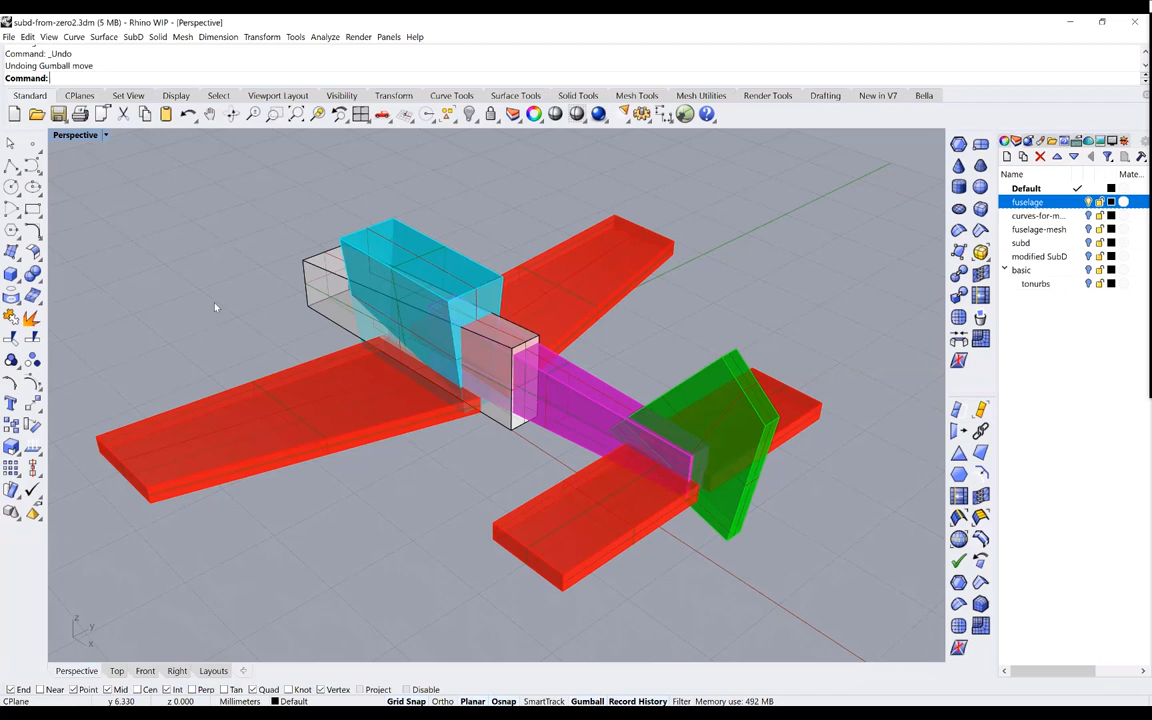 subd-from-zero2.3dm (5 MB) - Rhino WIP - [Perspective]
File Edit View Curve Surface SubD Solid Mesh Dimension Transform Tools Analyze Render Panels Help
Command: _Undo
Undoing Gumball move
Command:
Standard CPlanes Set View Display Select Viewport Layout Visibility Transform Curve Tools Surface Tools Solid Tools Mesh Tools Mesh Utilities Render Tools Drafting New in V7 Bella
Perspective
Name Mate...
Default
fuselage
curves-for-m...
fuselage-mesh
subd
modified SubD
basic
tonurbs
z
y
x
Perspective Top Front Right Layouts
End Near Point Mid Cen Int Perp Tan Quad Knot Vertex Project Disable
CPlane y 6.330 z 0.000 Millimeters Default Grid Snap Ortho Planar Osnap SmartTrack Gumball Record History Filter Memory use: 492 MB